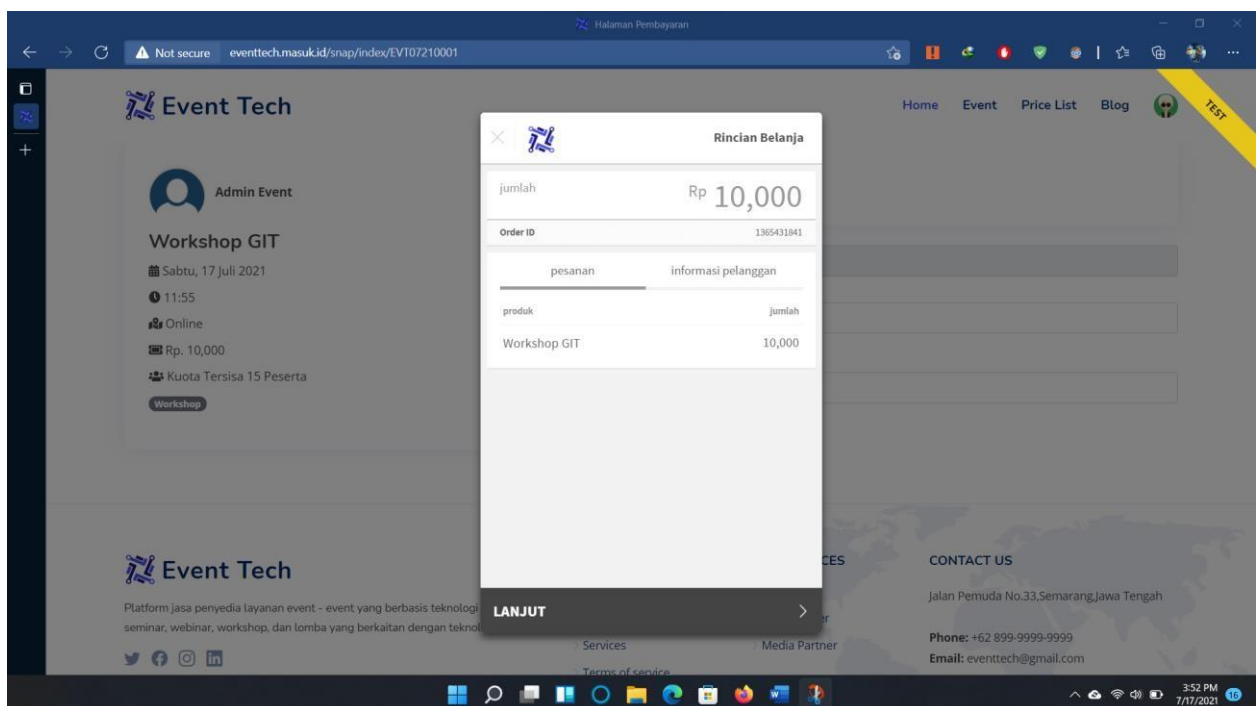 Halaman Pembayaran
Not secure eventtech.masuk.id/snap/index/EVT07210001
Event Tech
Home Event Price List Blog
TEST
Admin Event
Workshop GIT
Sabtu, 17 Juli 2021
11:55
Online
Rp. 10,000
Kuota Tersisa 15 Peserta
Workshop
Rincian Belanja
jumlah Rp 10,000
Order ID 1365431841
pesanan informasi pelanggan
produk jumlah
Workshop GIT 10,000
LANJUT
Event Tech
Platform jasa penyedia layanan event - event yang berbasis teknologi
seminar, webinar, workshop, dan lomba yang berkaitan dengan
Services
Terms of service
Media Partner
CONTACT US
Jalan Pemuda No.33,Semarang,Jawa Tengah
Phone: +62 899-9999-9999
Email: eventtech@gmail.com
3:52 PM
7/17/2021
16